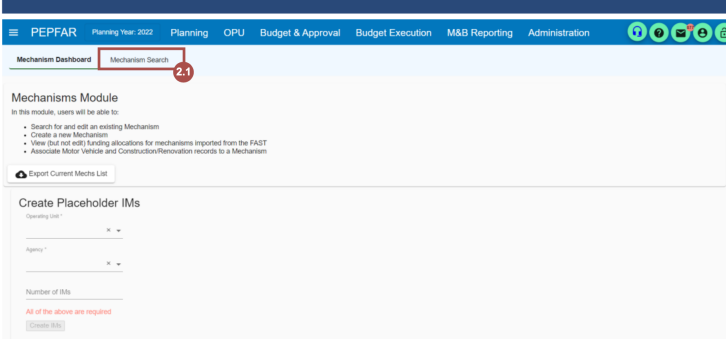 PEPFAR Planning Year: 2022 Planning OPU Budget & Approval Budget Execution M&B Reporting Administration
Mechanism Dashboard Mechanism Search
2.1
Mechanisms Module
In this module, users will be able to:
• Search for and edit an existing Mechanism
• Create a new Mechanism
• View (but not edit) funding allocations for mechanisms imported from the FAST
• Associate Motor Vehicle and Construction/Renovation records to a Mechanism
Export Current Mechs List
Create Placeholder IMs
Operating Unit *
Agency *
Number of IMs
All of the above are required
Create IMs